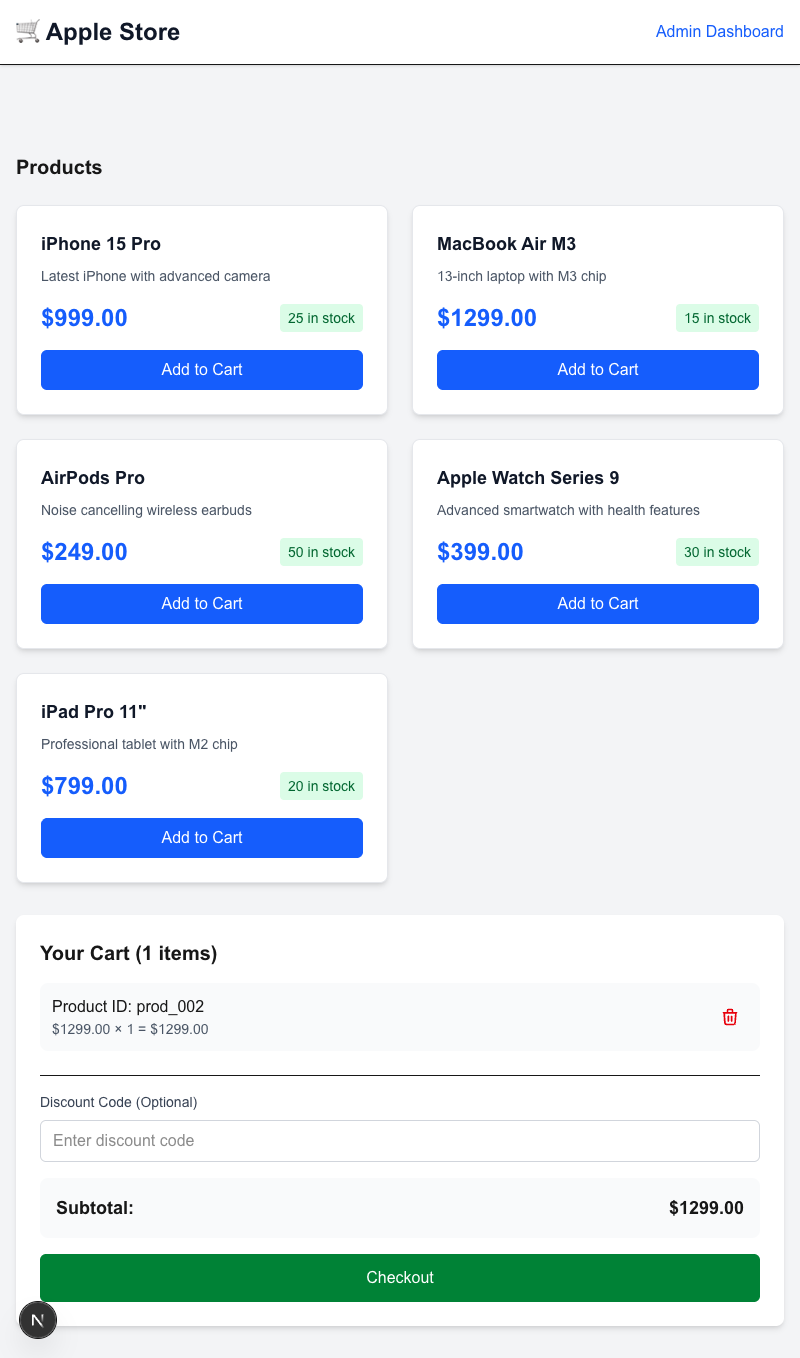 Apple Store
Admin Dashboard
Products
iPhone 15 Pro
Latest iPhone with advanced camera
$999.00
25 in stock
Add to Cart
MacBook Air M3
13-inch laptop with M3 chip
$1299.00
15 in stock
Add to Cart
AirPods Pro
Noise cancelling wireless earbuds
$249.00
50 in stock
Add to Cart
Apple Watch Series 9
Advanced smartwatch with health features
$399.00
30 in stock
Add to Cart
iPad Pro 11"
Professional tablet with M2 chip
$799.00
20 in stock
Add to Cart
Your Cart (1 items)
Product ID: prod_002
$1299.00 × 1 = $1299.00
Discount Code (Optional)
Enter discount code
Subtotal:
$1299.00
Checkout
N